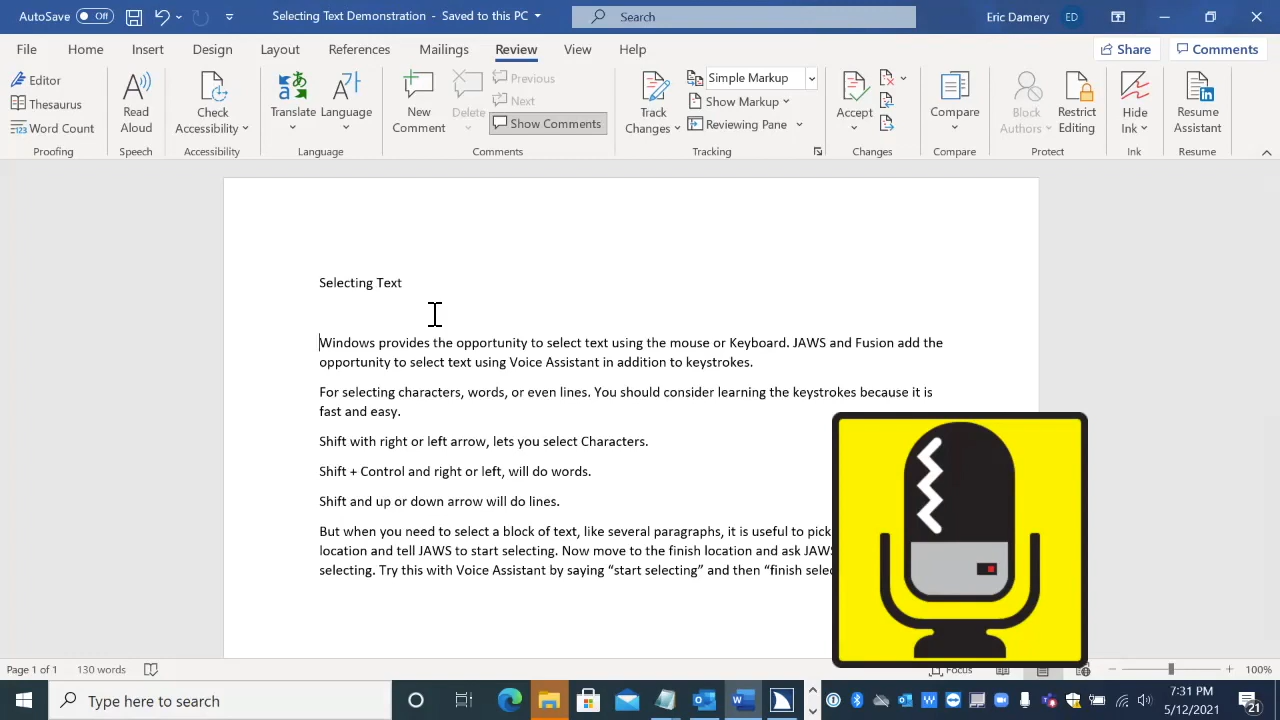 AutoSave Off
Selecting Text Demonstration - Saved to this PC
Search
Eric Damery ED
File Home Insert Design Layout References Mailings Review View Help
Share Comments
Editor
Thesaurus
Word Count
Proofing
Read Aloud
Speech
Check Accessibility
Accessibility
Translate Language
Language
New Comment
Delete
Previous
Next
Show Comments
Comments
Track Changes
Simple Markup
Show Markup
Reviewing Pane
Tracking
Accept
Changes
Compare
Compare
Block Authors
Restrict Editing
Protect
Hide Ink
Ink
Resume Assistant
Resume
Selecting Text
Windows provides the opportunity to select text using the mouse or Keyboard. JAWS and Fusion add the
opportunity to select text using Voice Assistant in addition to keystrokes.
For selecting characters, words, or even lines. You should consider learning the keystrokes because it is
fast and easy.
Shift with right or left arrow, lets you select Characters.
Shift + Control and right or left, will do words.
Shift and up or down arrow will do lines.
But when you need to select a block of text, like several paragraphs, it is useful to pick
location and tell JAWS to start selecting. Now move to the finish location and ask JAWS
selecting. Try this with Voice Assistant by saying “start selecting” and then “finish selec
Page 1 of 1 130 words
Focus
100%
Type here to search
7:31 PM
5/12/2021
21